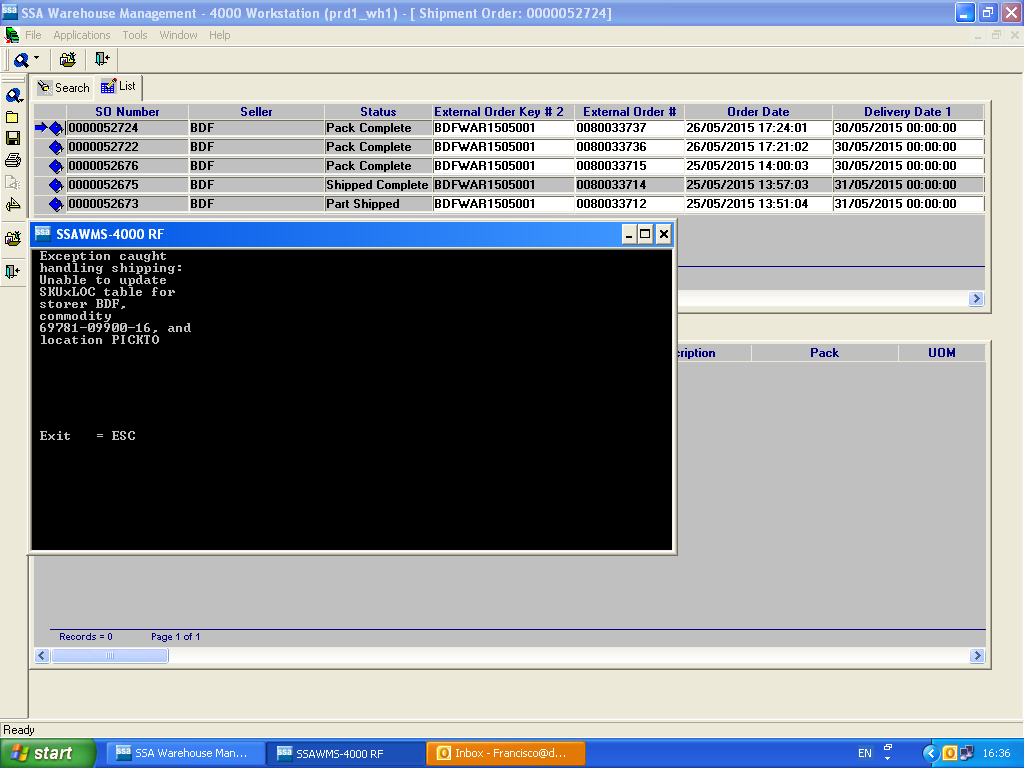 ssa SSA Warehouse Management - 4000 Workstation (prd1_wh1) - [ Shipment Order: 0000052724]
File Applications Tools Window Help
Search List
SO Number Seller Status External Order Key # 2 External Order # Order Date Delivery Date 1
0000052724 BDF Pack Complete BDFWAR1505001 0080033737 26/05/2015 17:24:01 30/05/2015 00:00:00
0000052722 BDF Pack Complete BDFWAR1505001 0080033736 26/05/2015 17:21:02 30/05/2015 00:00:00
0000052676 BDF Pack Complete BDFWAR1505001 0080033715 25/05/2015 14:00:03 30/05/2015 00:00:00
0000052675 BDF Shipped Complete BDFWAR1505001 0080033714 25/05/2015 13:57:03 31/05/2015 00:00:00
0000052673 BDF Part Shipped BDFWAR1505001 0080033712 25/05/2015 13:51:04 31/05/2015 00:00:00
ssa SSAWMS-4000 RF
Exception caught
handling shipping:
Unable to update
SKUxLOC table for
storer BDF,
commodity
69781-09900-16, and
location PICKTO
Exit = ESC
cription Pack UOM
Records = 0 Page 1 of 1
Ready
start ssa SSA Warehouse Man... ssa SSAWMS-4000 RF Inbox - Francisco@d... EN 16:36